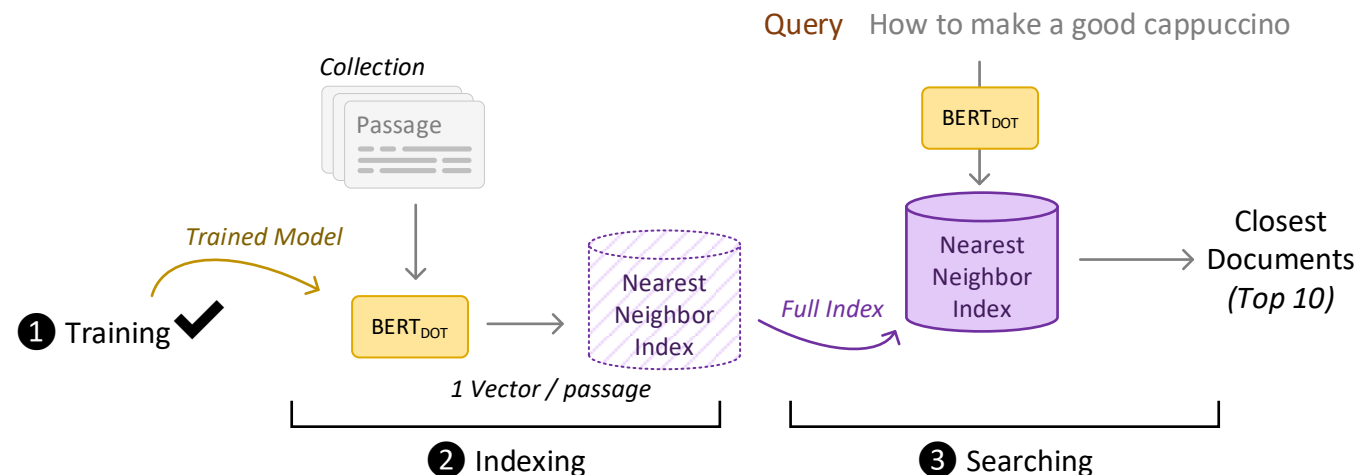 Query How to make a good cappuccino
Collection
Passage
BERTDOT
Trained Model
Nearest
Neighbor
Index
Closest
Documents
(Top 10)
❶ Training ✔
BERTDOT
Nearest
Neighbor
Index
Full Index
1 Vector / passage
❷ Indexing
❸ Searching